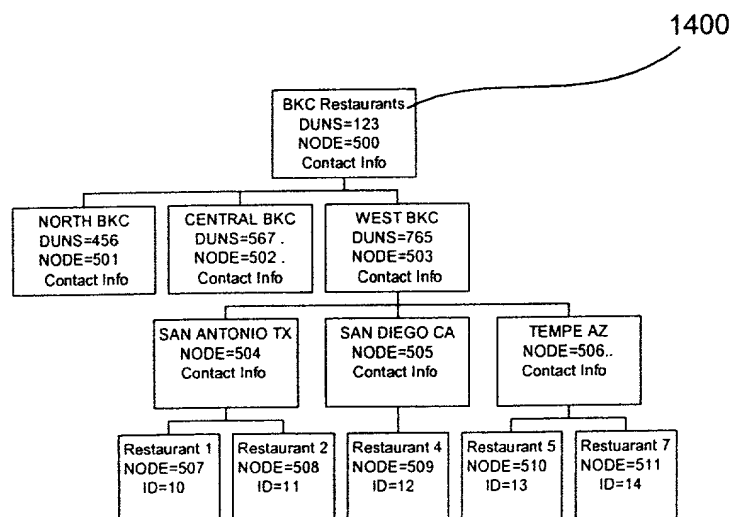 1400
BKC Restaurants
DUNS=123
NODE=500
Contact Info
NORTH BKC
DUNS=456
NODE=501
Contact Info
CENTRAL BKC
DUNS=567 .
NODE=502 .
Contact Info
WEST BKC
DUNS=765
NODE=503
Contact Info
SAN ANTONIO TX
NODE=504
Contact Info
SAN DIEGO CA
NODE=505
Contact Info
TEMPE AZ
NODE=506..
Contact Info
Restaurant 1
NODE=507
ID=10
Restaurant 2
NODE=508
ID=11
Restaurant 4
NODE=509
ID=12
Restaurant 5
NODE=510
ID=13
Restuarant 7
NODE=511
ID=14